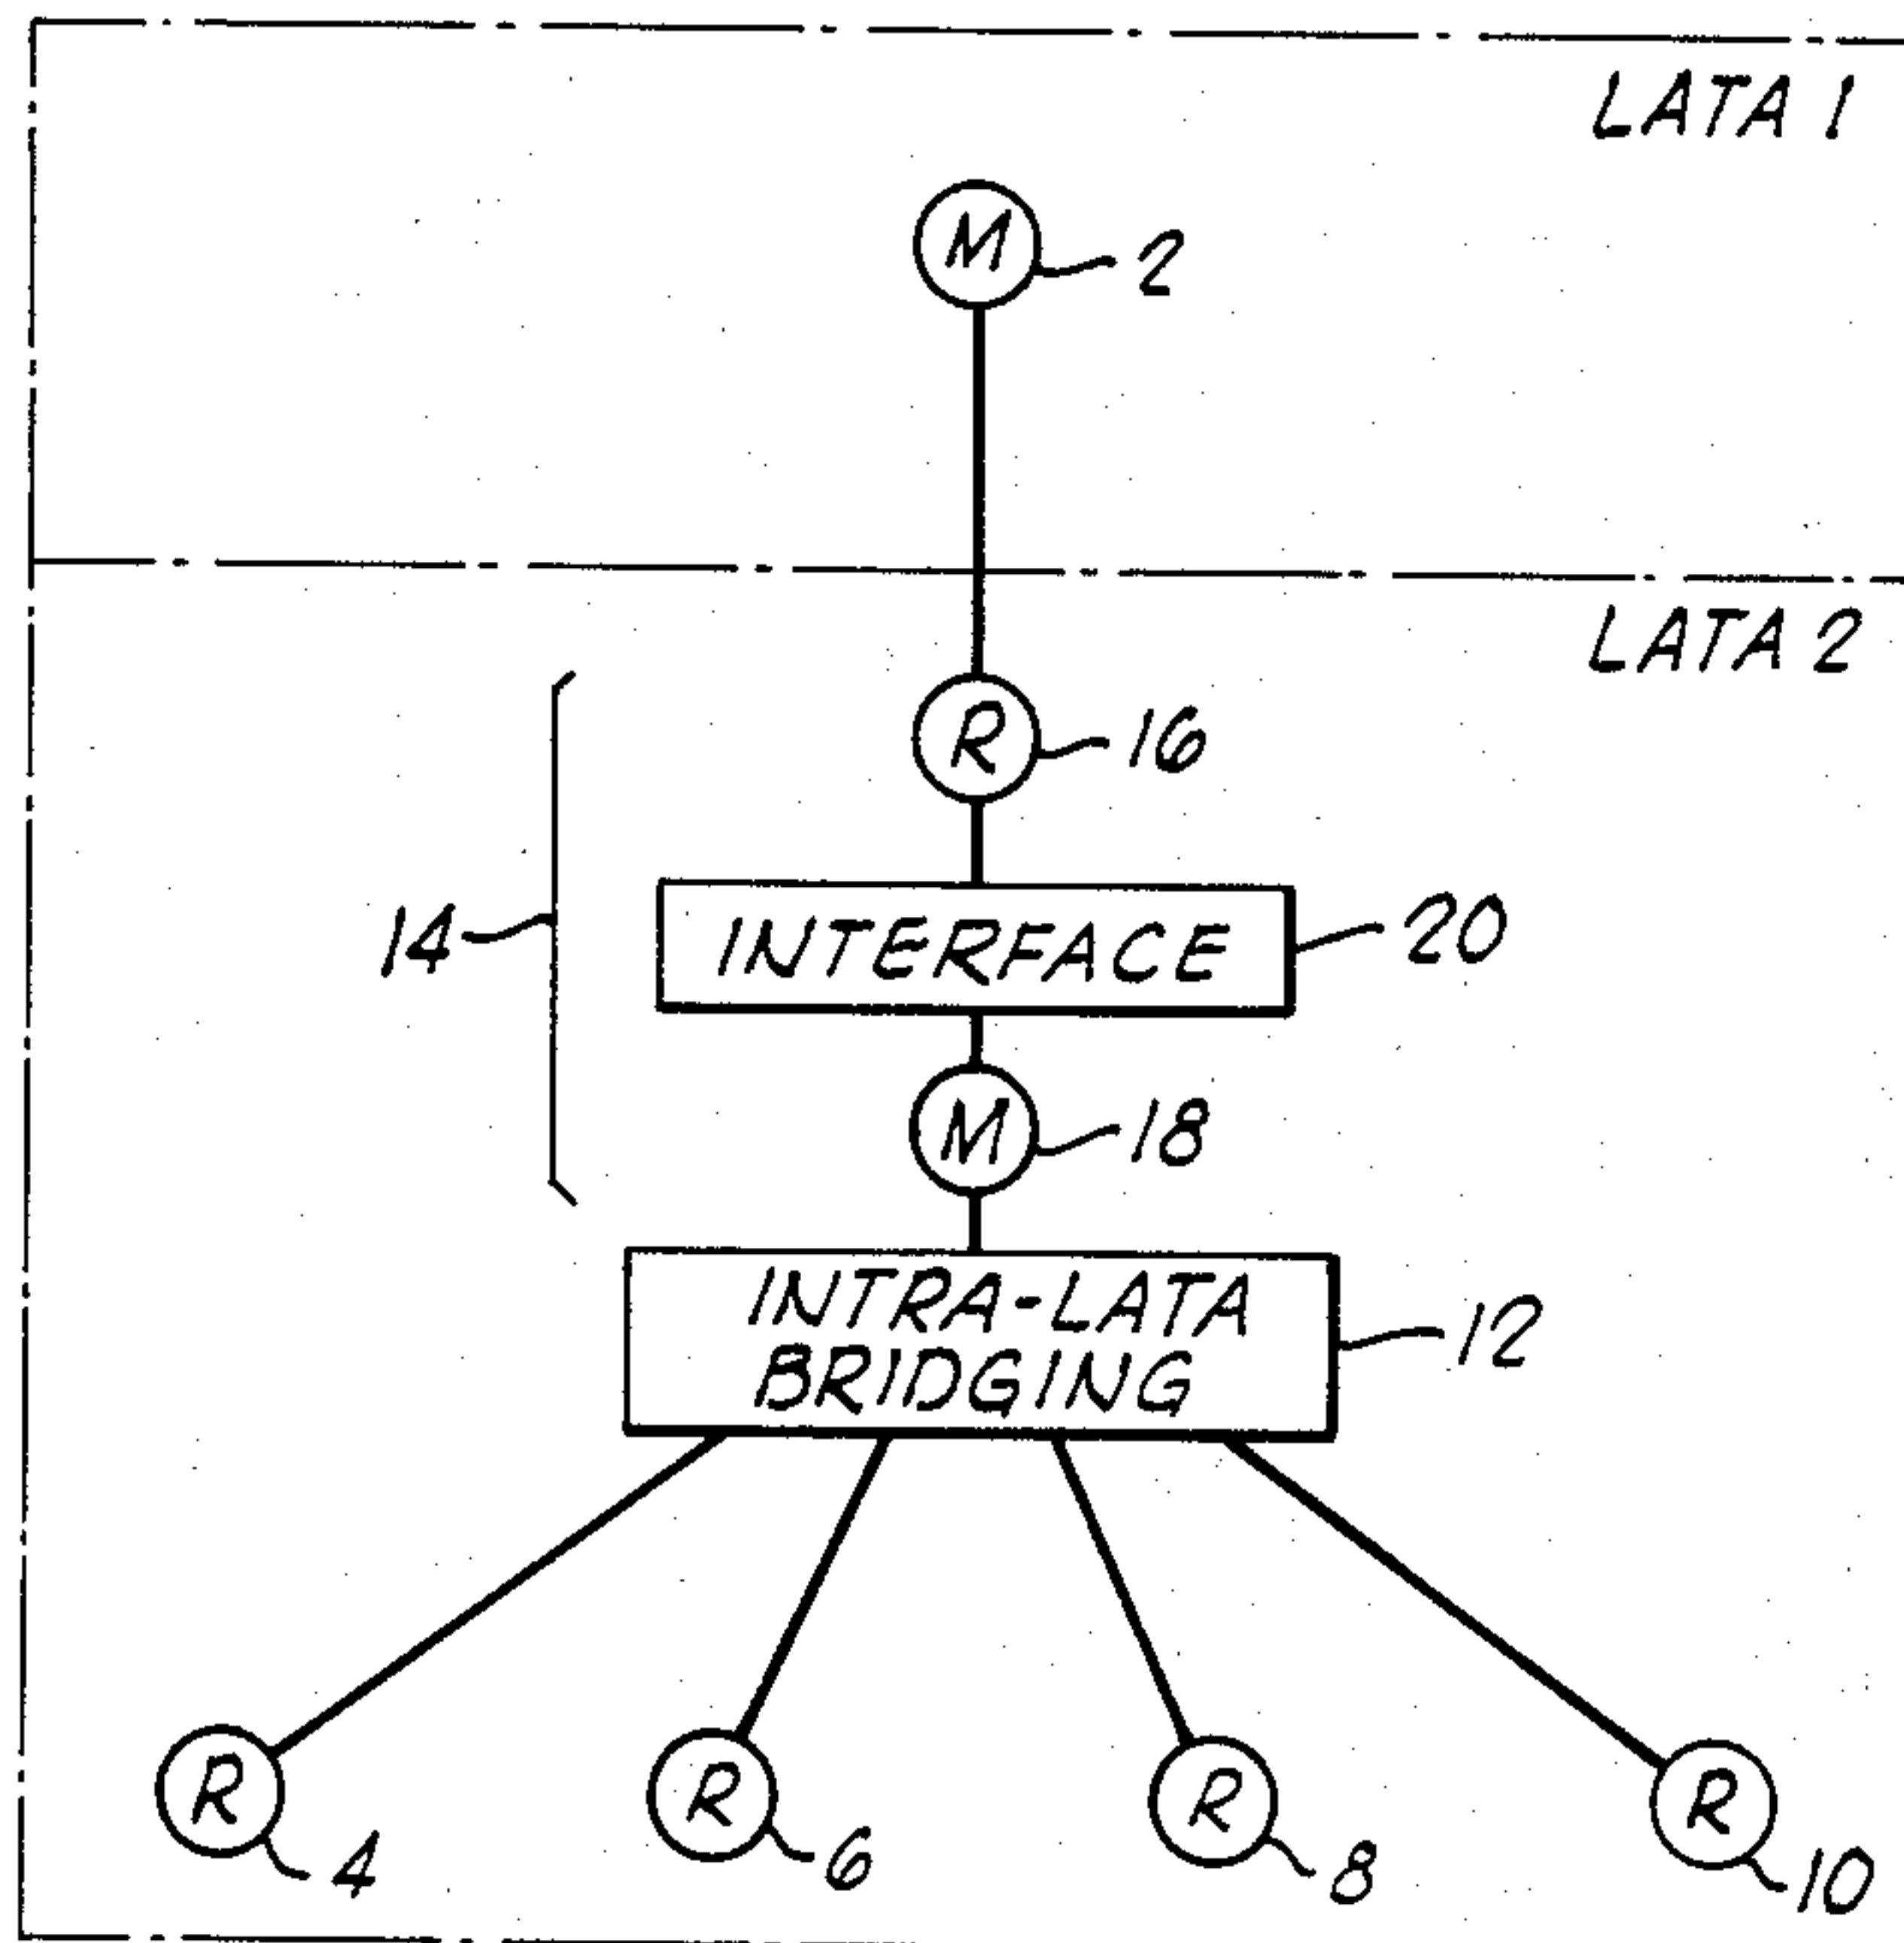 LATA 1
M
2
LATA 2
R
16
14
INTERFACE
20
M
18
INTRA-LATA
BRIDGING
12
R
R
R
R
4
6
8
10